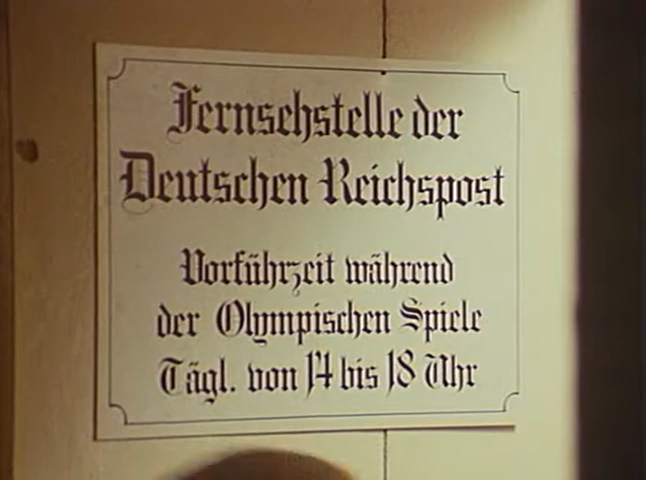 Fernsehstelle der
Deutschen Reichspost
Vorführzeit während
der Olympischen Spiele
Tägl. von 14 bis 18 Uhr